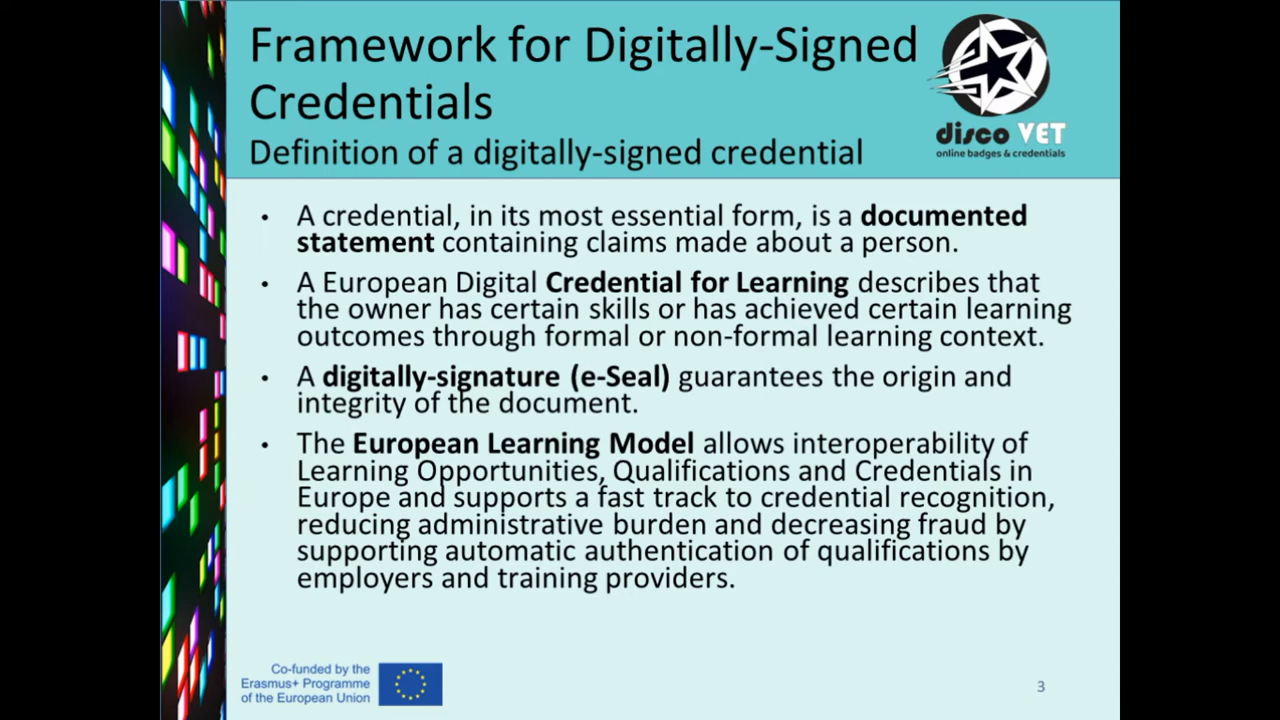 Framework for Digitally-Signed
Credentials
Definition of a digitally-signed credential
disco VET
online badges & credentials
• A credential, in its most essential form, is a documented
statement containing claims made about a person.
• A European Digital Credential for Learning describes that
the owner has certain skills or has achieved certain learning
outcomes through formal or non-formal learning context.
• A digitally-signature (e-Seal) guarantees the origin and
integrity of the document.
• The European Learning Model allows interoperability of
Learning Opportunities, Qualifications and Credentials in
Europe and supports a fast track to credential recognition,
reducing administrative burden and decreasing fraud by
supporting automatic authentication of qualifications by
employers and training providers.
Co-funded by the
Erasmus+ Programme
of the European Union
3